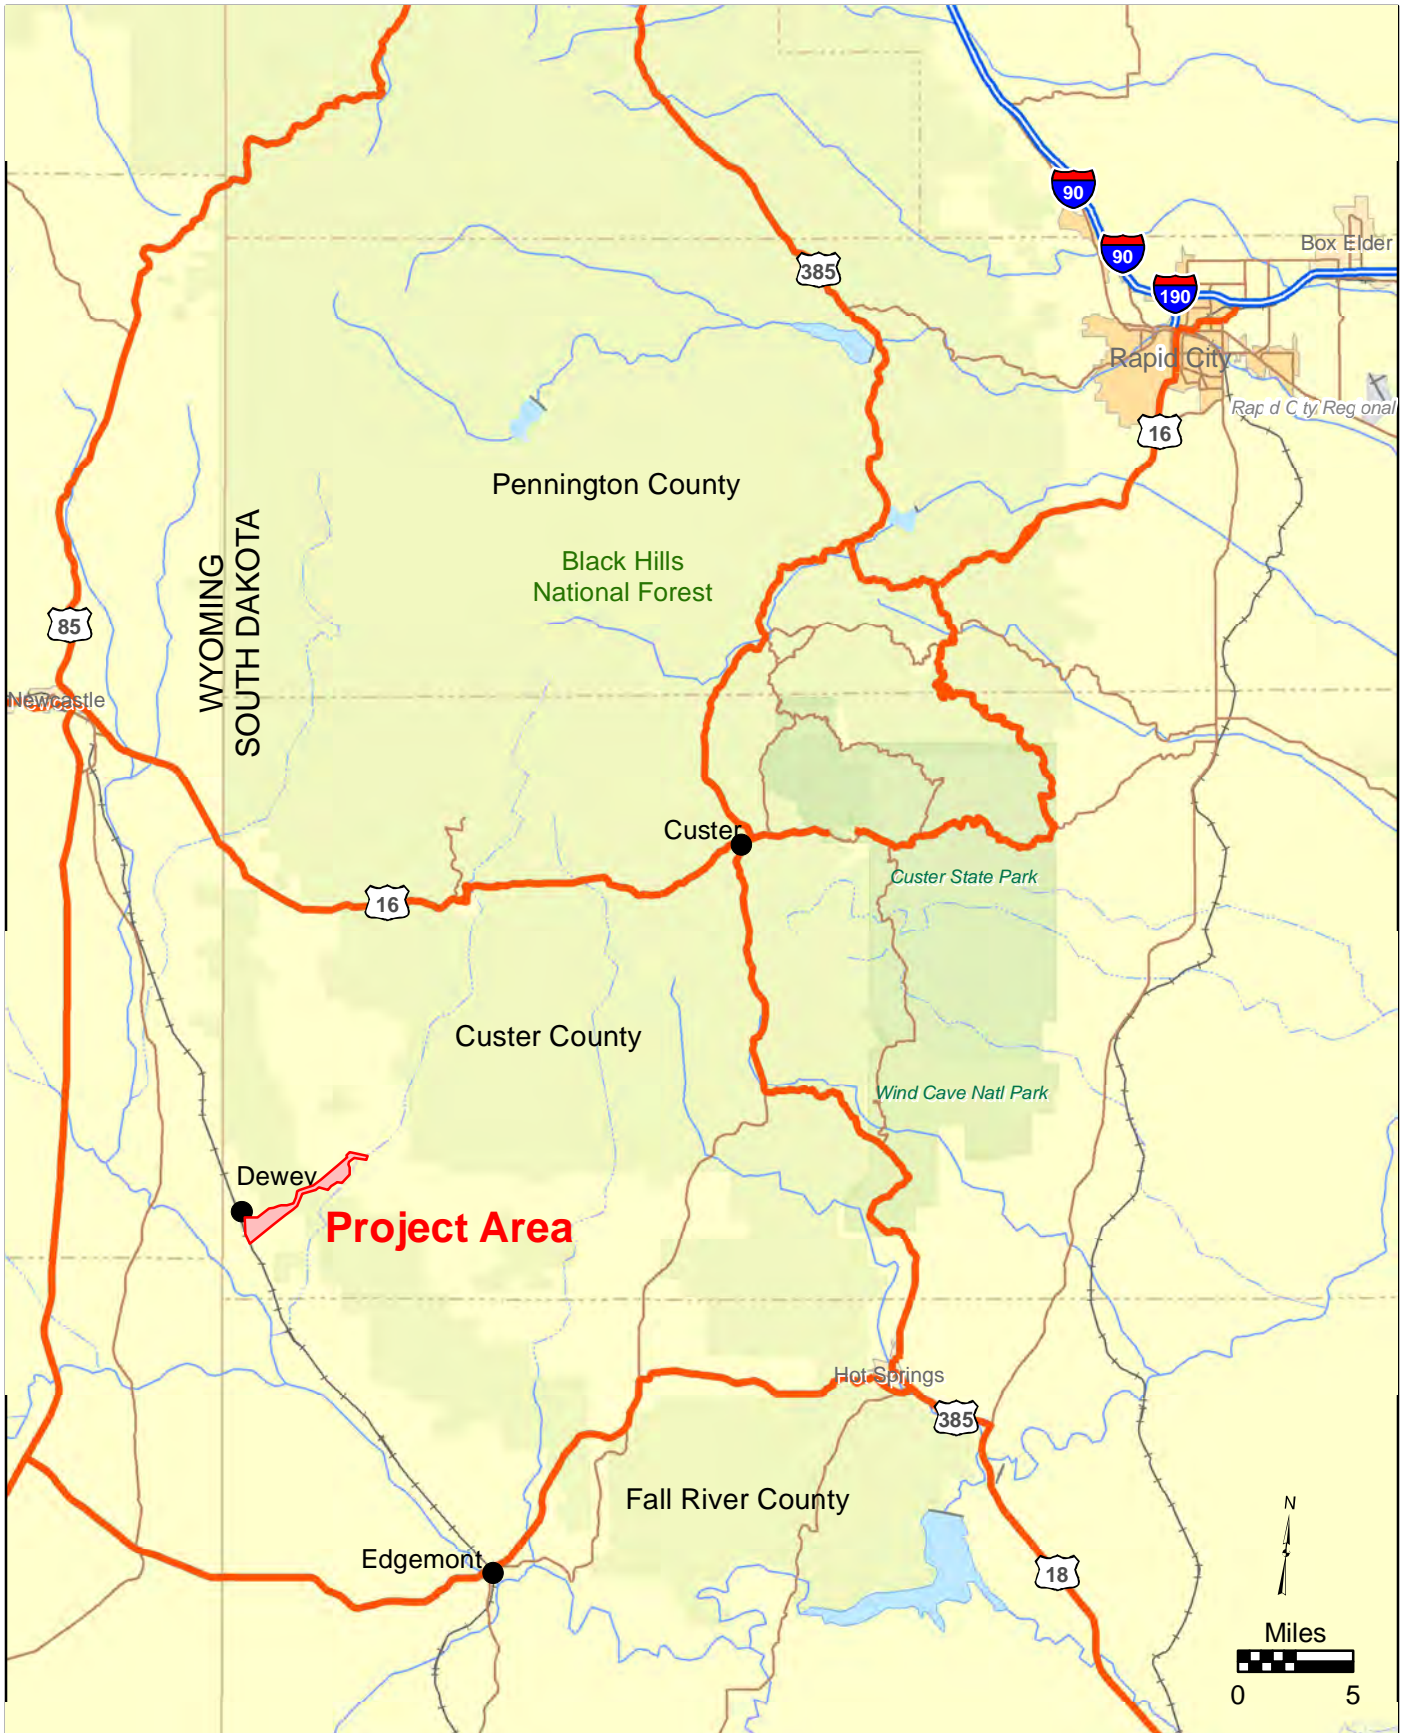 90
Box Elder
90
385
190
Rapid City
Rapid City Regional
16
Pennington County
Black Hills
National Forest
WYOMING
SOUTH DAKOTA
85
Newcastle
Custer
Custer State Park
16
Custer County
Wind Cave Natl Park
Dewey
Project Area
Hot Springs
385
Fall River County
N
Edgemont
18
Miles
0 5